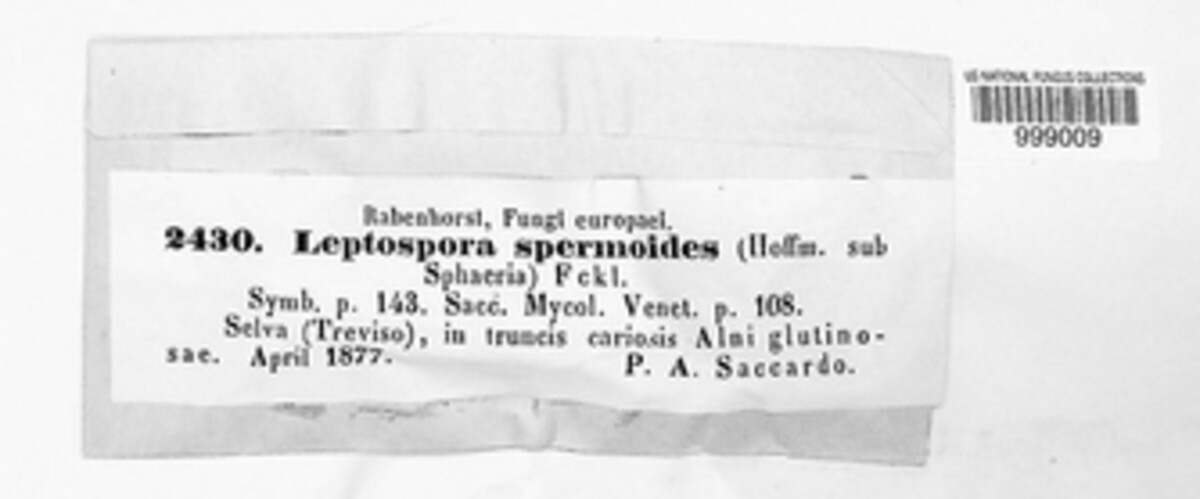 US NATIONAL FUNGUS COLLECTIONS
999009
Rabenhorst, Fungi europaei.
2430. Leptospora spermoides (Hoffm. sub
Sphaeria) Fckl.
Symb. p. 143. Sacc. Mycol. Venet. p. 108.
Selva (Treviso), in truncis cariosis Alni glutino-
sae. April 1877.
P. A. Saccardo.